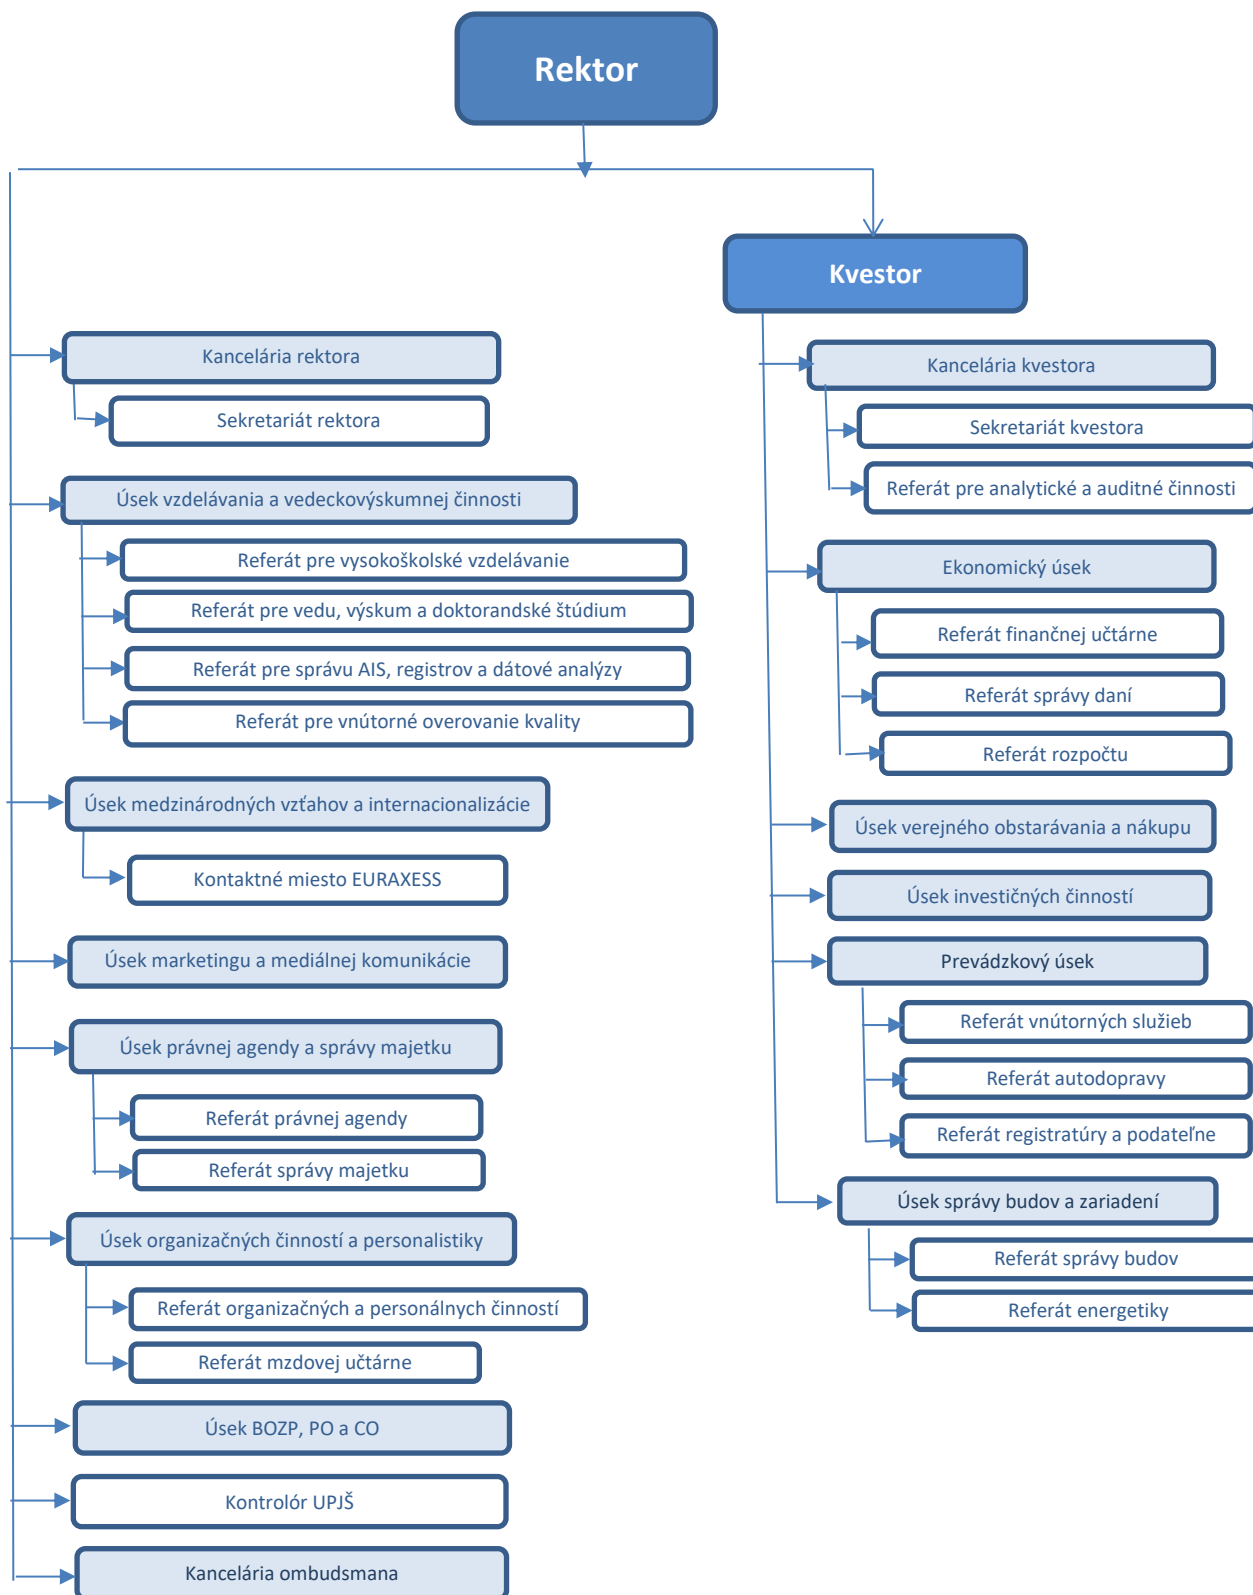 Rektor
Kancelária rektora
Sekretariát rektora
Úsek vzdelávania a vedeckovýskumnej činnosti
Referát pre vysokoškolské vzdelávanie
Referát pre vedu, výskum a doktorandské štúdium
Referát pre správu AIS, registrov a dátové analýzy
Referát pre vnútorné overovanie kvality
Úsek medzinárodných vzťahov a internacionalizácie
Kontaktné miesto EURAXESS
Úsek marketingu a mediálnej komunikácie
Úsek právnej agendy a správy majetku
Referát právnej agendy
Referát správy majetku
Úsek organizačných činností a personalistiky
Referát organizačných a personálnych činností
Referát mzdovej učtárne
Úsek BOZP, PO a CO
Kontrolór UPJŠ
Kancelária ombudsmana
Kvestor
Kancelária kvestora
Sekretariát kvestora
Referát pre analytické a auditné činnosti
Ekonomický úsek
Referát finančnej učtárne
Referát správy daní
Referát rozpočtu
Úsek verejného obstarávania a nákupu
Úsek investičných činností
Prevádzkový úsek
Referát vnútorných služieb
Referát autodopravy
Referát registratúry a podateľne
Úsek správy budov a zariadení
Referát správy budov
Referát energetiky